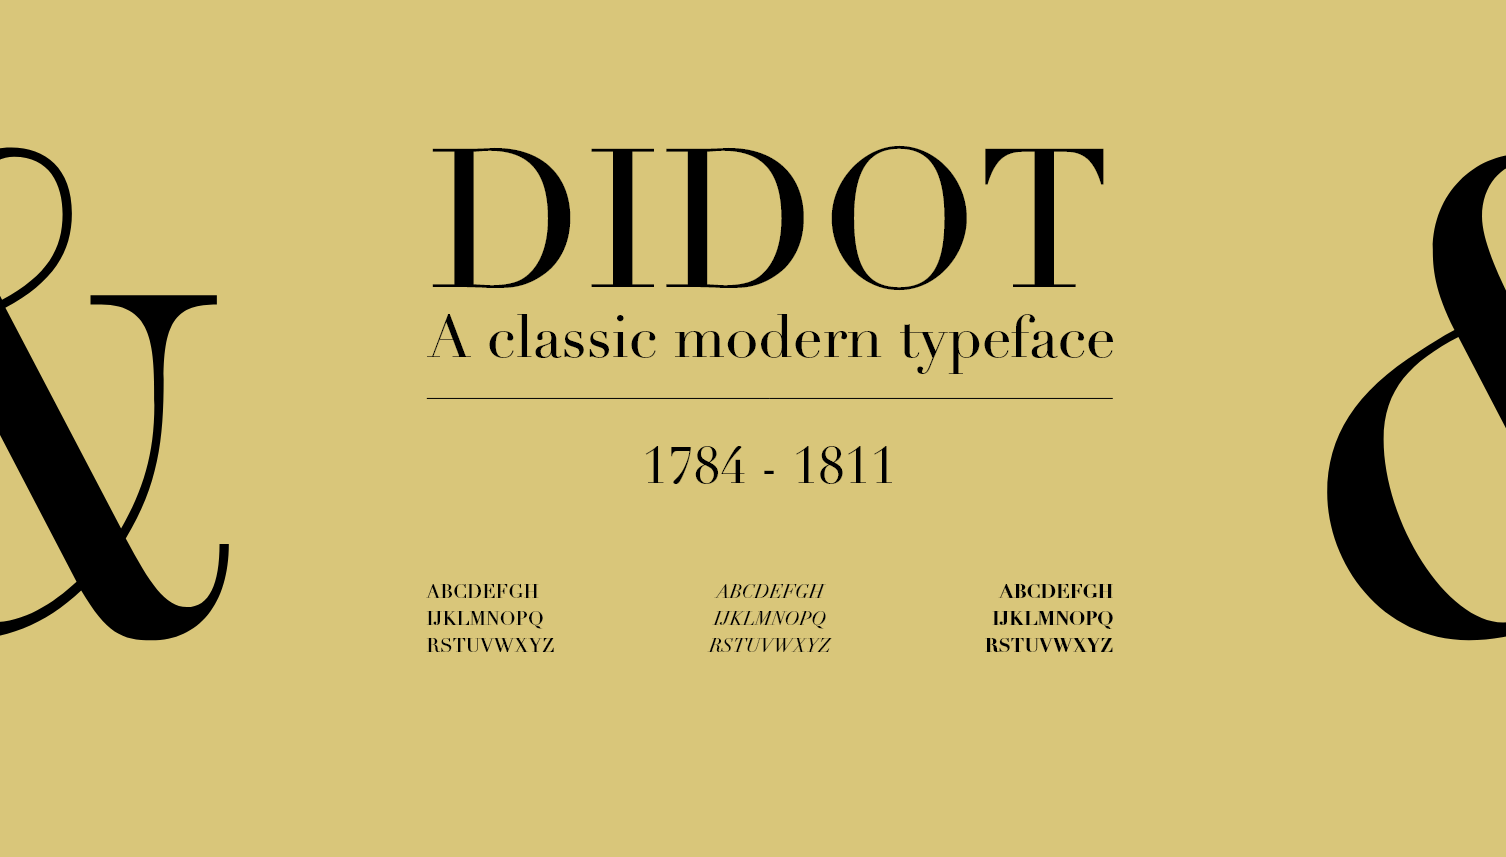 &
DIDOT
A classic modern typeface
1784 - 1811
ABCDEFGH
IJKLMNOPQ
RSTUVWXYZ
ABCDEFGH
IJKLMNOPQ
RSTUVWXYZ
ABCDEFGH
IJKLMNOPQ
RSTUVWXYZ
&